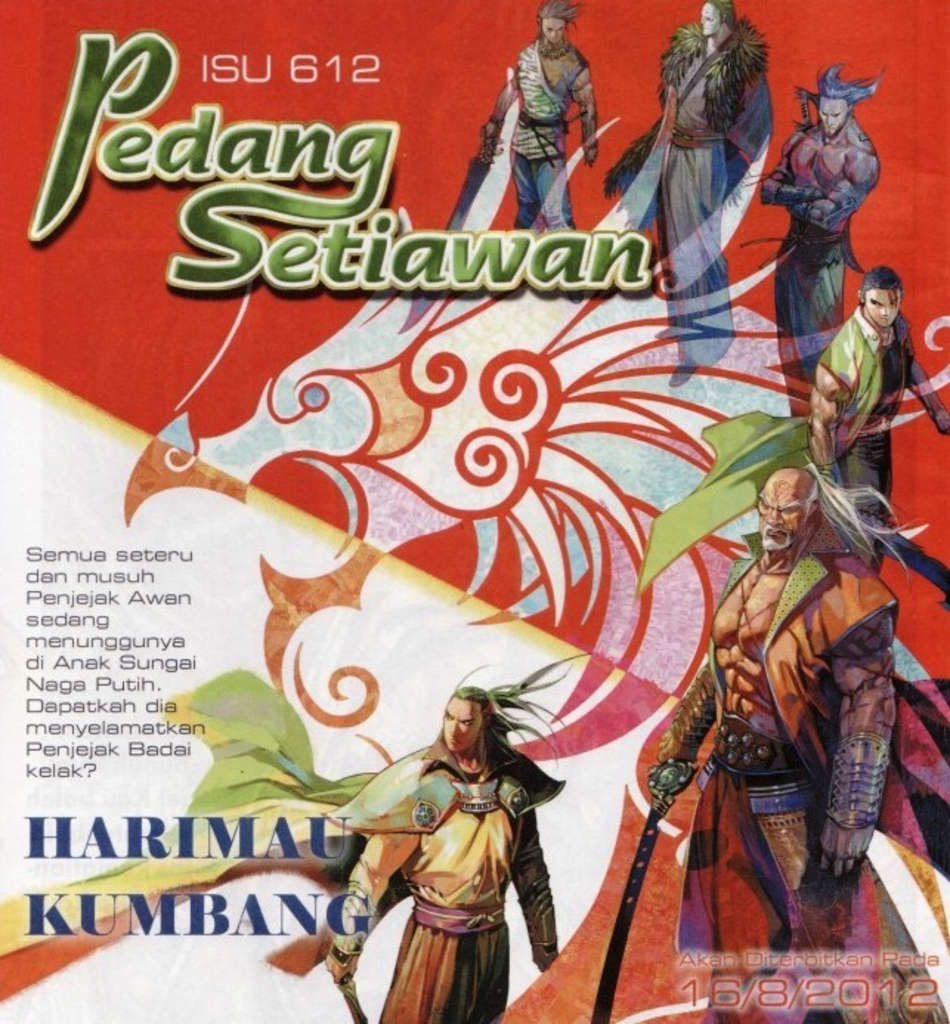 ISU 612
Pedang
Setiawan
Semua seteru
dan musuh
Penjejak Awan
sedang
menunggunya
di Anak Sungai
Naga Putih.
Dapatkah dia
menyelamatkan
Penjejak Badai
kelak?
HARIMAU
KUMBANG
Akan Diterbitkan Pada
16/8/2012